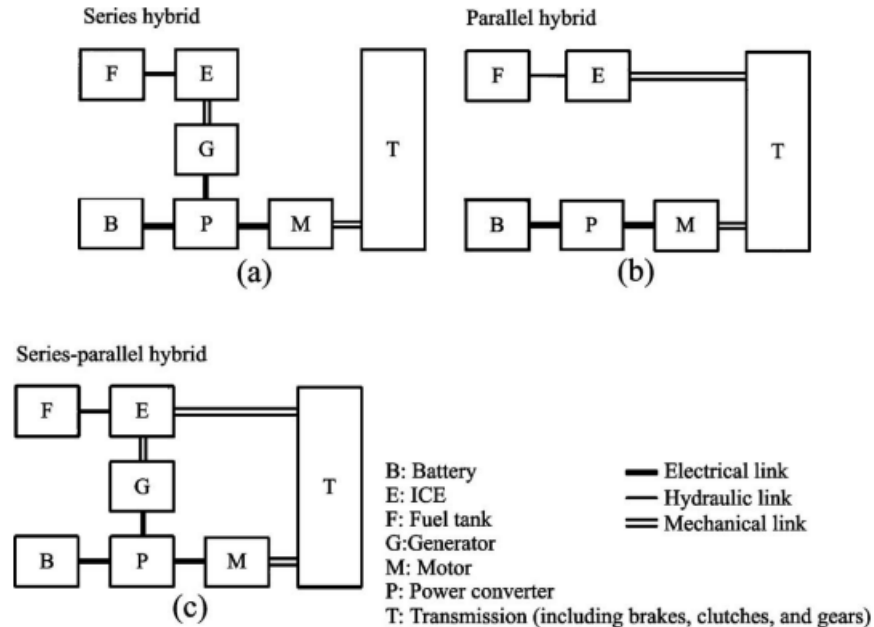 Series hybrid
F
E
G
T
B
P
M
(a)
Parallel hybrid
F
E
T
B
P
M
(b)
Series-parallel hybrid
F
E
G
T
B
P
M
(c)
B: Battery
E: ICE
F: Fuel tank
G:Generator
M: Motor
P: Power converter
T: Transmission (including brakes, clutches, and gears)
Electrical link
Hydraulic link
Mechanical link